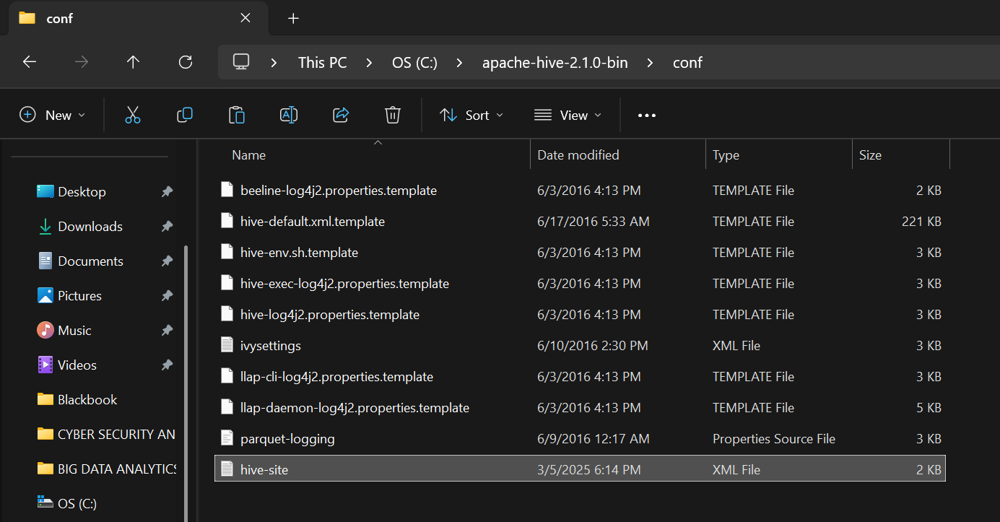 conf
This PC > OS (C:) > apache-hive-2.1.0-bin > conf
New Sort View
Name Date modified Type Size
Desktop
Downloads
Documents
Pictures
Music
Videos
Blackbook
CYBER SECURITY AN
BIG DATA ANALYTICS
OS (C:)
beeline-log4j2.properties.template 6/3/2016 4:13 PM TEMPLATE File 2 KB
hive-default.xml.template 6/17/2016 5:33 AM TEMPLATE File 221 KB
hive-env.sh.template 6/3/2016 4:13 PM TEMPLATE File 3 KB
hive-exec-log4j2.properties.template 6/3/2016 4:13 PM TEMPLATE File 3 KB
hive-log4j2.properties.template 6/3/2016 4:13 PM TEMPLATE File 3 KB
ivysettings 6/10/2016 2:30 PM XML File 3 KB
llap-cli-log4j2.properties.template 6/3/2016 4:13 PM TEMPLATE File 3 KB
llap-daemon-log4j2.properties.template 6/3/2016 4:13 PM TEMPLATE File 5 KB
parquet-logging 6/9/2016 12:17 AM Properties Source File 3 KB
hive-site 3/5/2025 6:14 PM XML File 2 KB